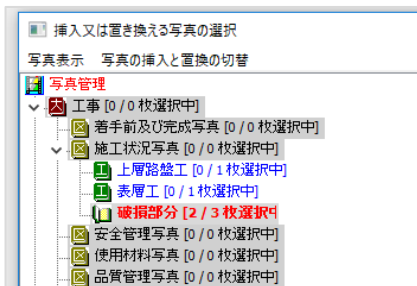 挿入又は置き換える写真の選択
写真表示 写真の挿入と置換の切替
写真管理
大 工事 [0 / 0 枚選択中]
着手前及び完成写真 [0 / 0 枚選択中]
施工状況写真 [0 / 0 枚選択中]
工 上層路盤工 [0 / 1 枚選択中]
工 表層工 [0 / 1 枚選択中]
破損部分 [2 / 3 枚選択中
安全管理写真 [0 / 0 枚選択中]
使用材料写真 [0 / 0 枚選択中]
品質管理写真 [0 / 0 枚選択中]